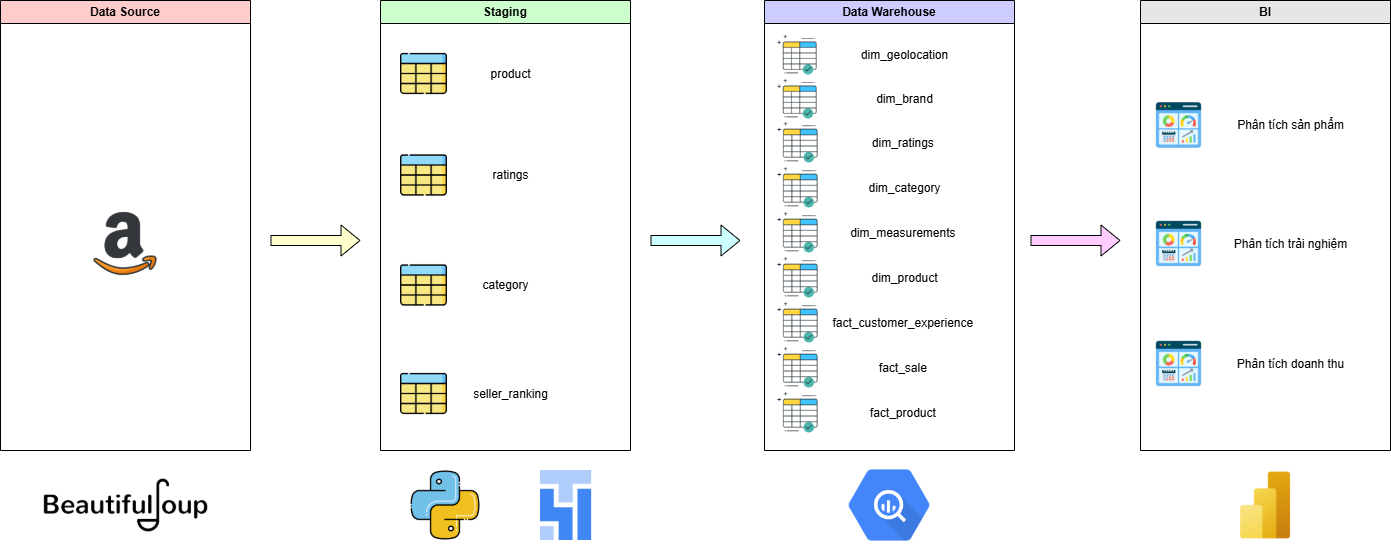 Data Source
Staging
product
ratings
category
seller_ranking
Data Warehouse
dim_geolocation
dim_brand
dim_ratings
dim_category
dim_measurements
dim_product
fact_customer_experience
fact_sale
fact_product
BI
Phân tích sản phẩm
Phân tích trải nghiệm
Phân tích doanh thu
BeautifulSoup